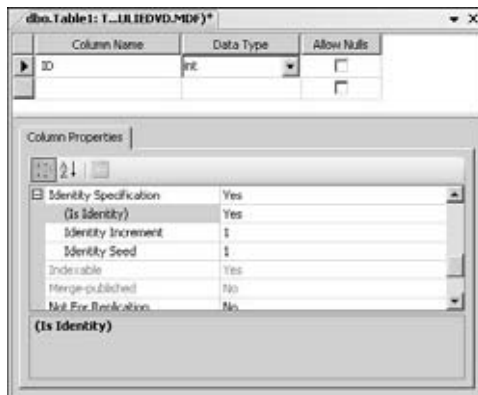 dbo.Table1: T...ULIEDVD.MDF)*
Column Name Data Type Allow Nulls
ID int
Column Properties
Identity Specification Yes
(Is Identity) Yes
Identity Increment 1
Identity Seed 1
Indexable Yes
Merge-published No
Not For Replication No
(Is Identity)